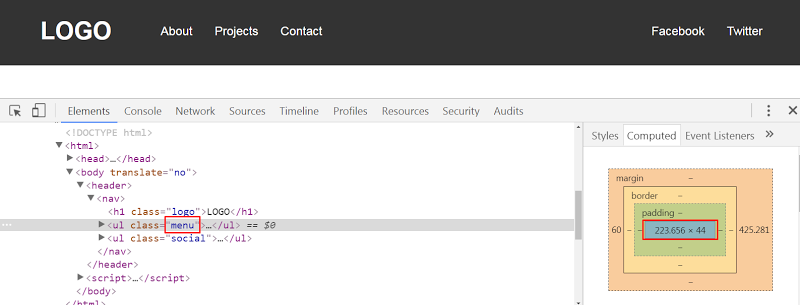 LOGO About Projects Contact Facebook Twitter
Elements Console Network Sources Timeline Profiles Resources Security Audits
<!DOCTYPE html>
<html>
<head>…</head>
<body translate="no">
<header>
<nav>
<h1 class="logo">LOGO</h1>
<ul class="menu">…</ul> == $0
<ul class="social">…</ul>
</nav>
</header>
<script>…</script>
</body>
</html>
Styles Computed Event Listeners »
margin –
border –
padding –
60 – – 223.656 × 44 – – 425.281
–
–
–